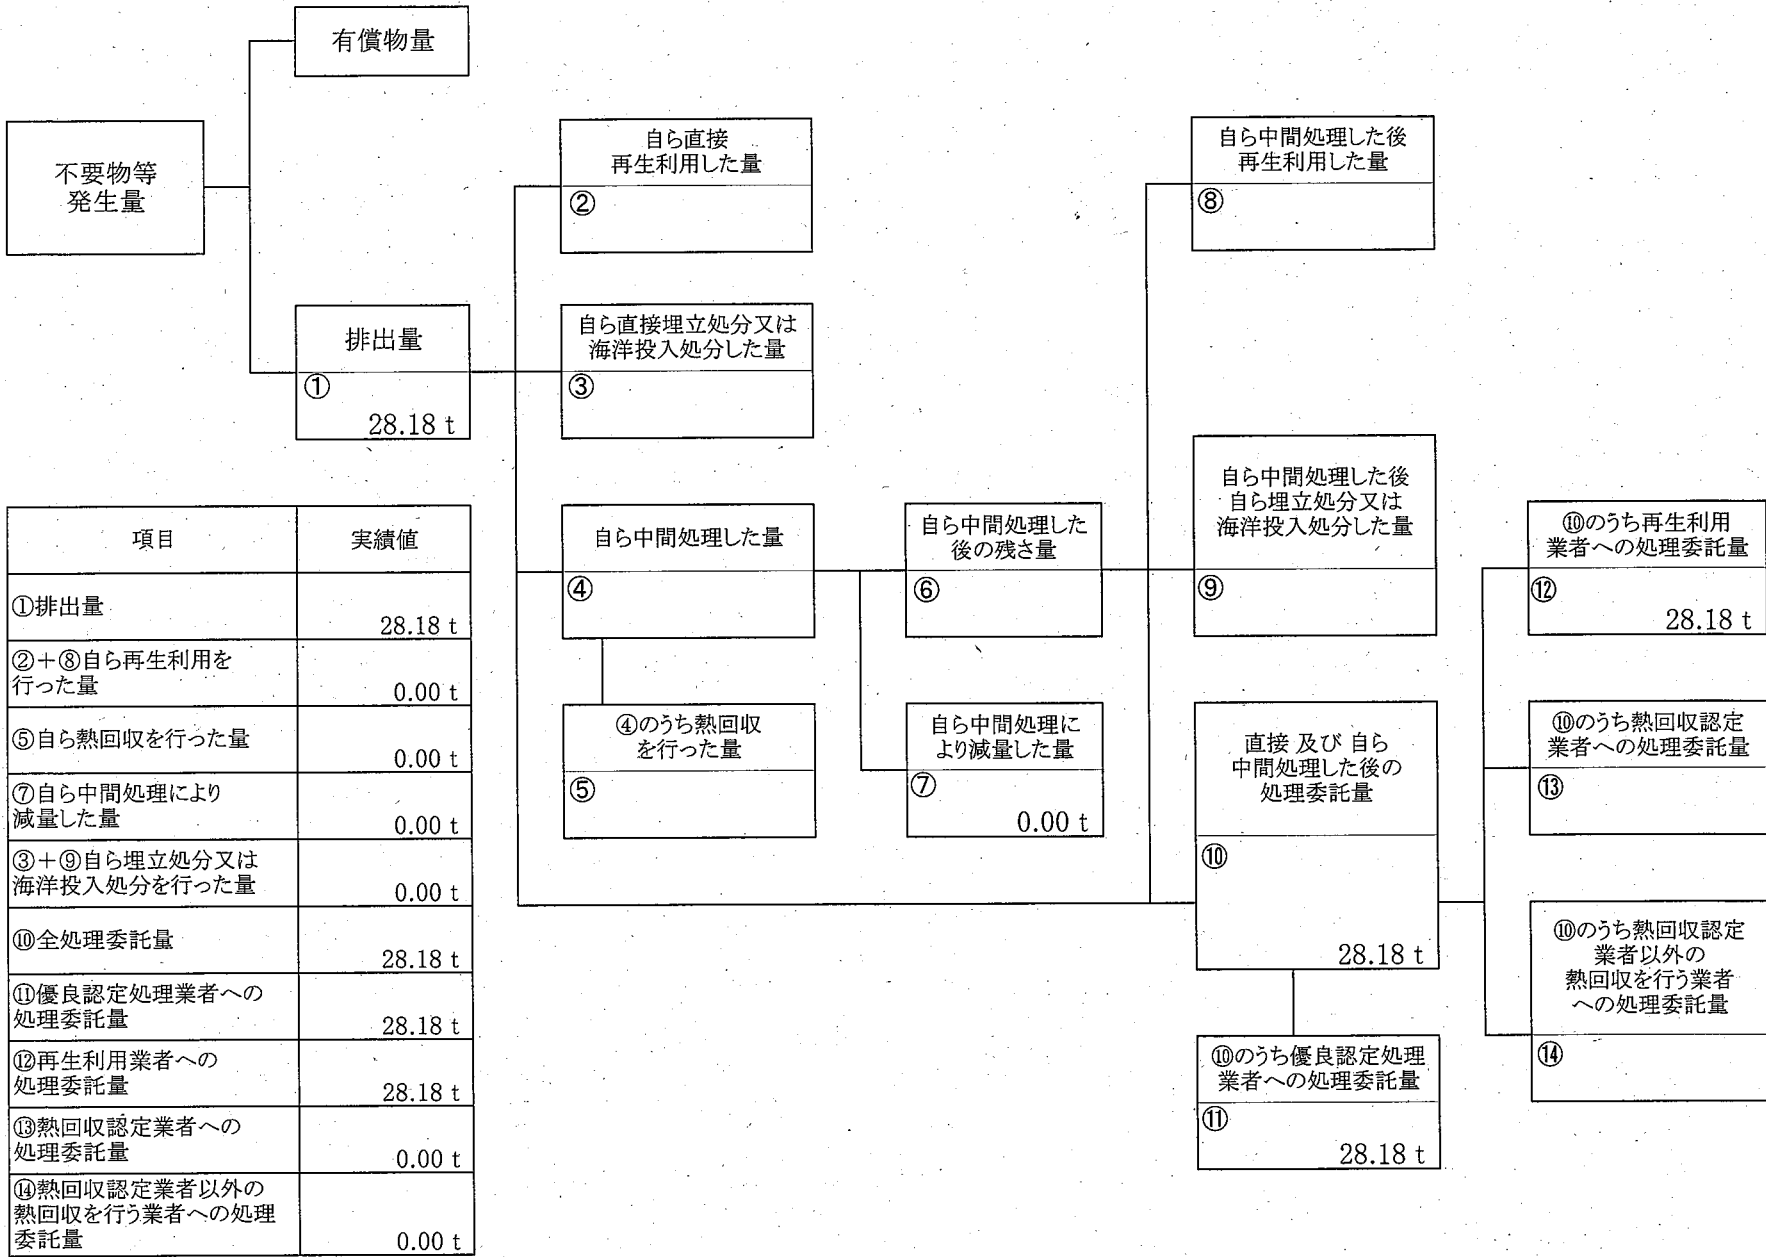 有償物量
不要物等
発生量
排出量
①
28.18 t
自ら直接
再生利用した量
②
自ら直接埋立処分又は
海洋投入処分した量
③
自ら中間処理した量
④
④のうち熱回収
を行った量
⑤
自ら中間処理した
後の残さ量
⑥
自ら中間処理に
より減量した量
⑦
0.00 t
自ら中間処理した後
再生利用した量
⑧
自ら中間処理した後
自ら埋立処分又は
海洋投入処分した量
⑨
直接 及び 自ら
中間処理した後の
処理委託量
⑩
28.18 t
⑩のうち優良認定処理
業者への処理委託量
⑪
28.18 t
⑩のうち再生利用
業者への処理委託量
⑫
28.18 t
⑩のうち熱回収認定
業者への処理委託量
⑬
⑩のうち熱回収認定
業者以外の
熱回収を行う業者
への処理委託量
⑭
項目 実績値
①排出量
28.18 t
②＋⑧自ら再生利用を
行った量
0.00 t
⑤自ら熱回収を行った量
0.00 t
⑦自ら中間処理により
減量した量
0.00 t
③＋⑨自ら埋立処分又は
海洋投入処分を行った量
0.00 t
⑩全処理委託量
28.18 t
⑪優良認定処理業者への
処理委託量
28.18 t
⑫再生利用業者への
処理委託量
28.18 t
⑬熱回収認定業者への
処理委託量
0.00 t
⑭熱回収認定業者以外の
熱回収を行う業者への処理
委託量
0.00 t